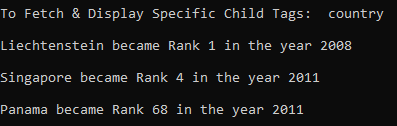 To Fetch & Display Specific Child Tags:  country
Liechtenstein became Rank 1 in the year 2008
Singapore became Rank 4 in the year 2011
Panama became Rank 68 in the year 2011